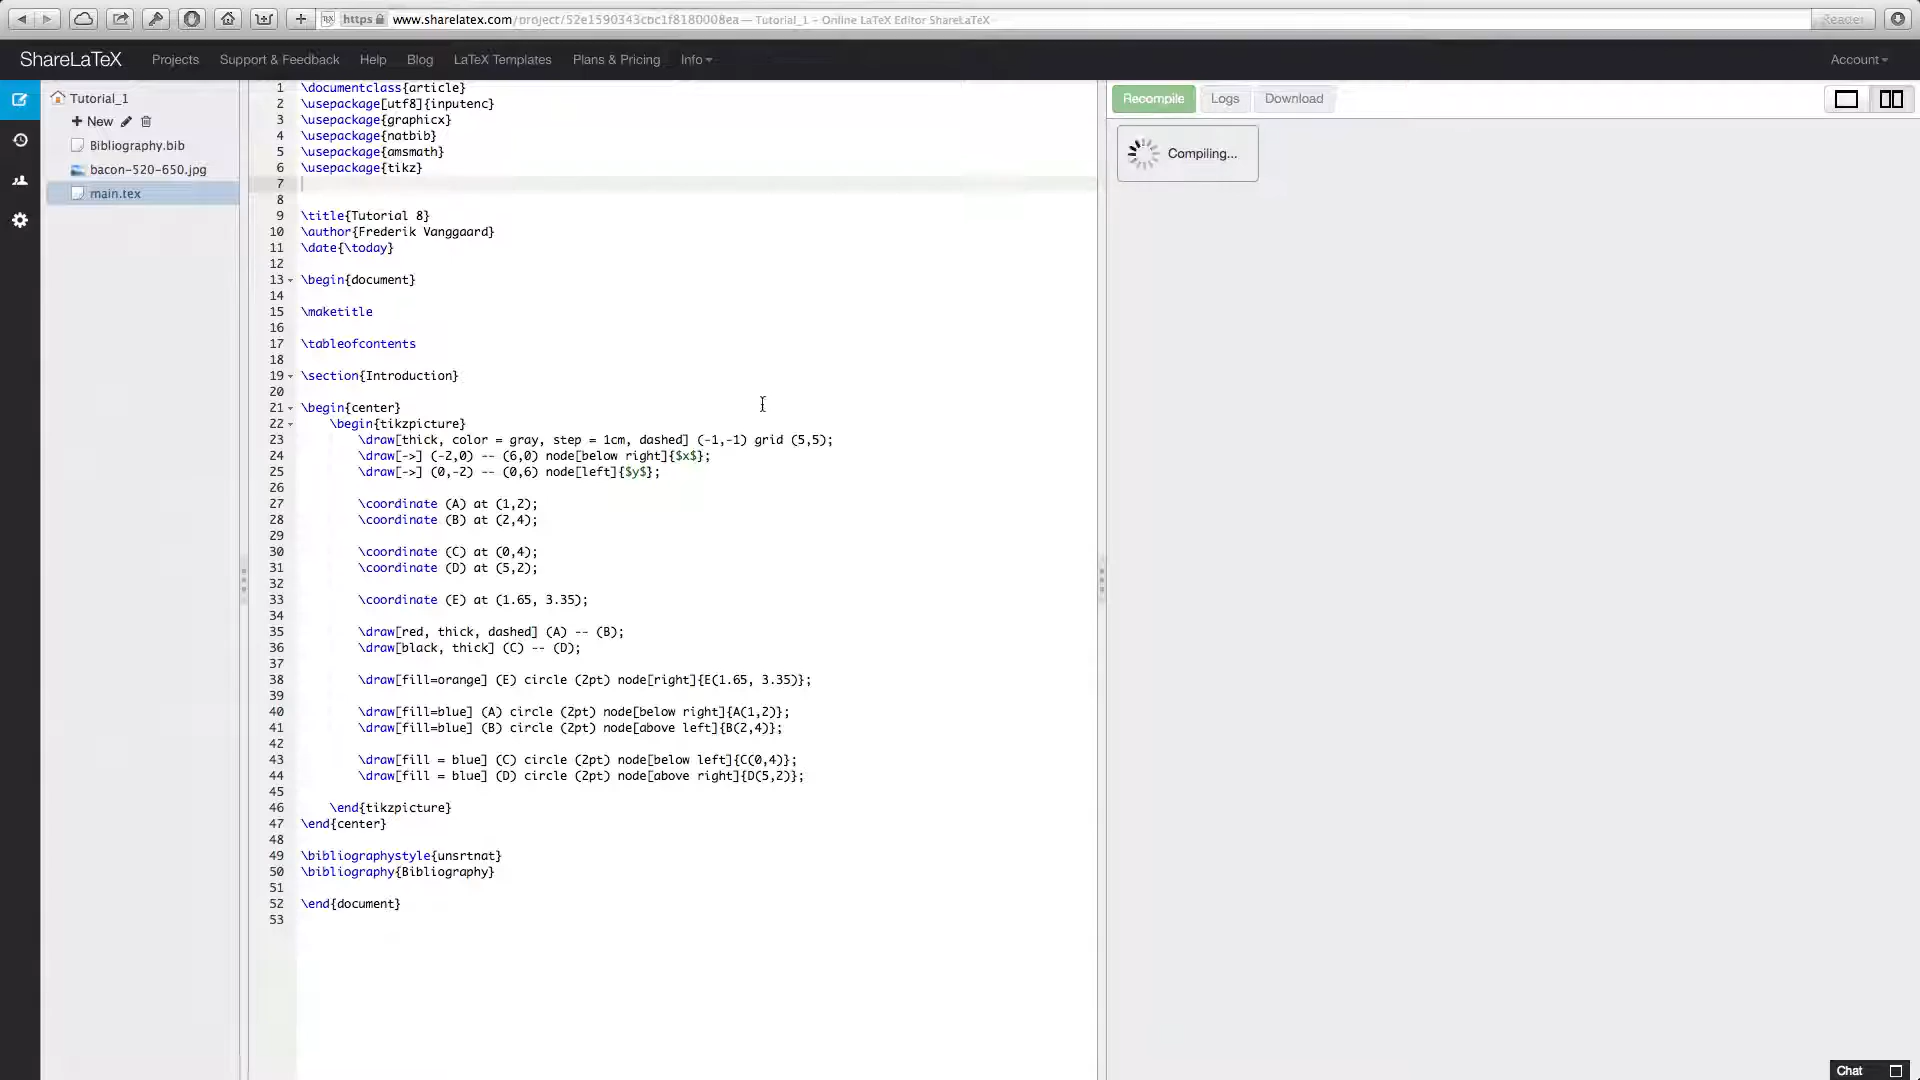 https www.sharelatex.com/project/52e1590343cbc1f8180008ea — Tutorial_1 – Online LaTeX Editor ShareLaTeX Reader
ShareLaTeX Projects Support & Feedback Help Blog LaTeX Templates Plans & Pricing Info Account
Tutorial_1
New
Bibliography.bib
bacon-520-650.jpg
main.tex
1 \documentclass{article}
2 \usepackage[utf8]{inputenc}
3 \usepackage{graphicx}
4 \usepackage{natbib}
5 \usepackage{amsmath}
6 \usepackage{tikz}
7
8
9 \title{Tutorial 8}
10 \author{Frederik Vanggaard}
11 \date{\today}
12
13 \begin{document}
14
15 \maketitle
16
17 \tableofcontents
18
19 \section{Introduction}
20
21 \begin{center}
22 \begin{tikzpicture}
23 \draw[thick, color = gray, step = 1cm, dashed] (-1,-1) grid (5,5);
24 \draw[->] (-2,0) -- (6,0) node[below right]{$x$};
25 \draw[->] (0,-2) -- (0,6) node[left]{$y$};
26
27 \coordinate (A) at (1,2);
28 \coordinate (B) at (2,4);
29
30 \coordinate (C) at (0,4);
31 \coordinate (D) at (5,2);
32
33 \coordinate (E) at (1.65, 3.35);
34
35 \draw[red, thick, dashed] (A) -- (B);
36 \draw[black, thick] (C) -- (D);
37
38 \draw[fill=orange] (E) circle (2pt) node[right]{E(1.65, 3.35)};
39
40 \draw[fill=blue] (A) circle (2pt) node[below right]{A(1,2)};
41 \draw[fill=blue] (B) circle (2pt) node[above left]{B(2,4)};
42
43 \draw[fill = blue] (C) circle (2pt) node[below left]{C(0,4)};
44 \draw[fill = blue] (D) circle (2pt) node[above right]{D(5,2)};
45
46 \end{tikzpicture}
47 \end{center}
48
49 \bibliographystyle{unsrtnat}
50 \bibliography{Bibliography}
51
52 \end{document}
53
Recompile Logs Download
Compiling...
Chat